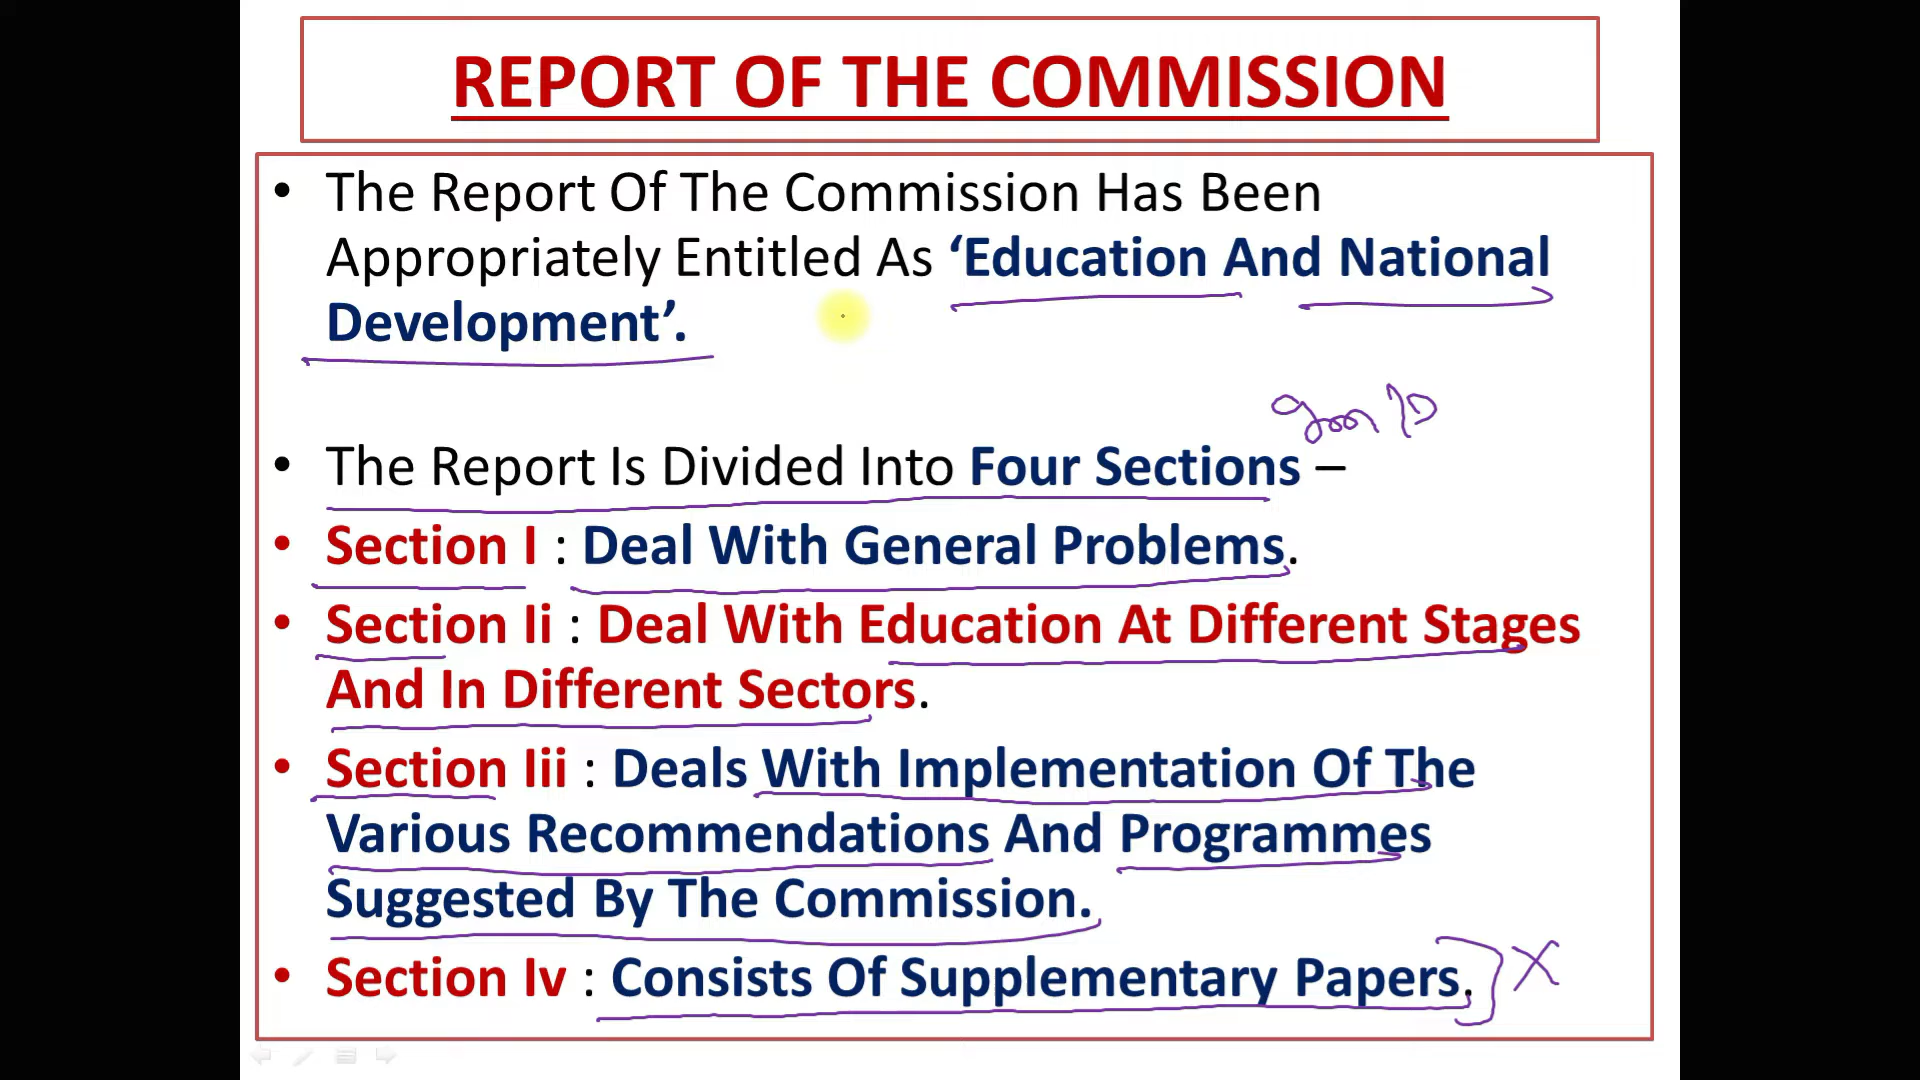 REPORT OF THE COMMISSION
• The Report Of The Commission Has Been
Appropriately Entitled As ‘Education And National
Development’.
• The Report Is Divided Into Four Sections –
• Section I : Deal With General Problems.
• Section Ii : Deal With Education At Different Stages
And In Different Sectors.
• Section Iii : Deals With Implementation Of The
Various Recommendations And Programmes
Suggested By The Commission.
• Section Iv : Consists Of Supplementary Papers.